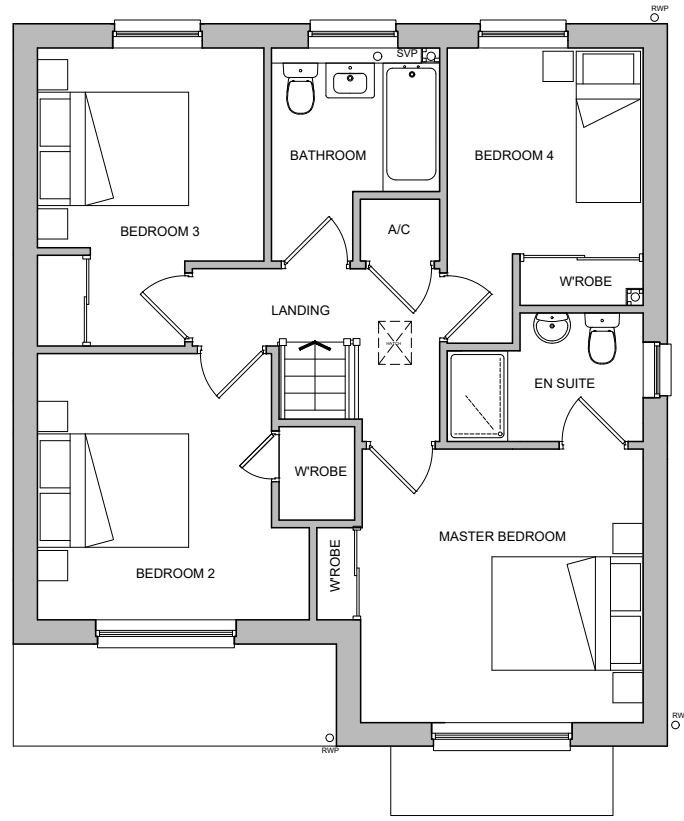 RWP
SVP
BATHROOM
BEDROOM 4
BEDROOM 3
A/C
W'ROBE
LANDING
HATCH
EN SUITE
W'ROBE
MASTER BEDROOM
W'ROBE
BEDROOM 2
RW
RWP